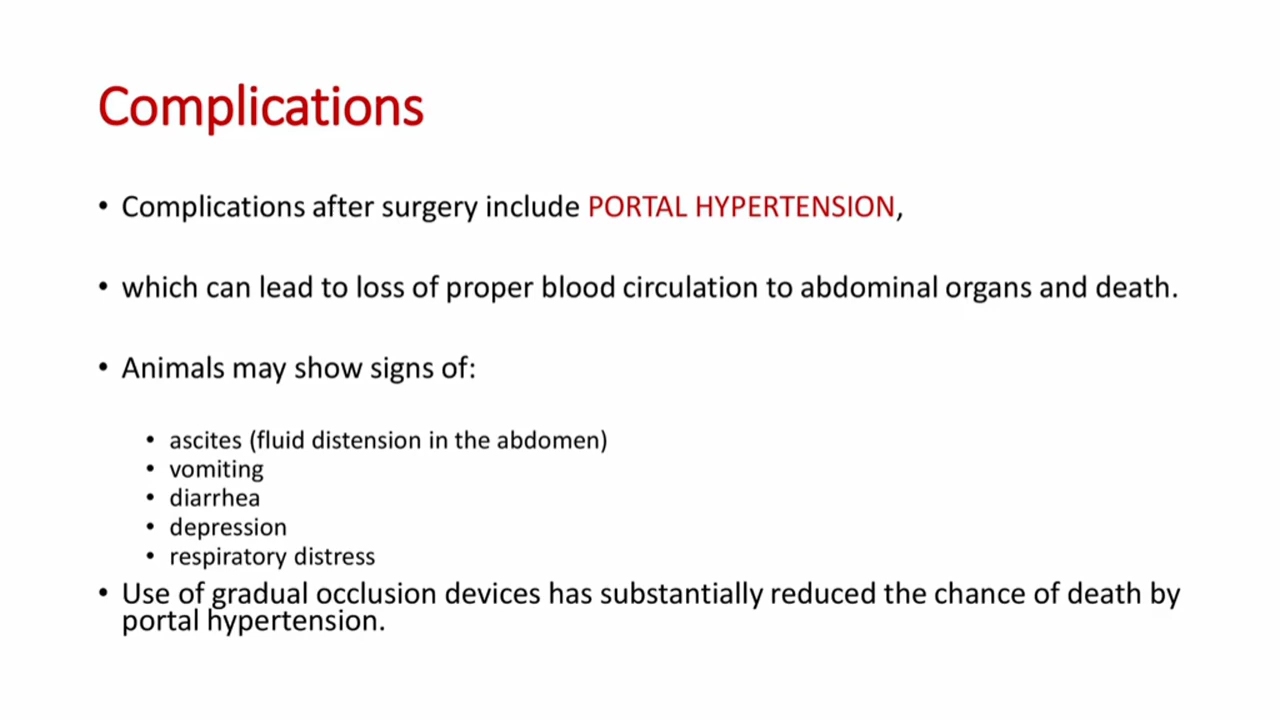 Complications
• Complications after surgery include PORTAL HYPERTENSION,
• which can lead to loss of proper blood circulation to abdominal organs and death.
• Animals may show signs of:
• ascites (fluid distension in the abdomen)
• vomiting
• diarrhea
• depression
• respiratory distress
• Use of gradual occlusion devices has substantially reduced the chance of death by
portal hypertension.